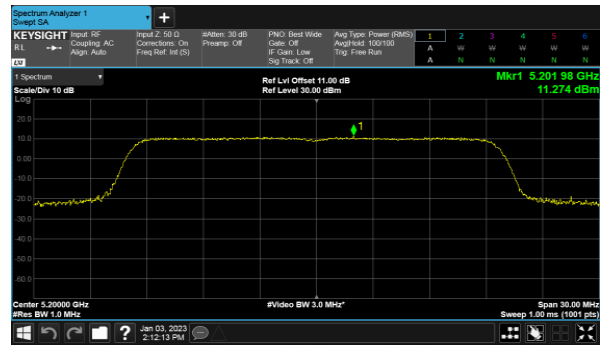 Spectrum Analyzer 1
Swept SA
KEYSIGHT Input: RF Input Z: 50 Ω #Atten: 30 dB PNO: Best Wide Avg Type: Power (RMS) 1 2 3 4 5 6
RL Coupling: AC Corrections: On Preamp: Off Gate: Off Avg|Hold: 100/100 A W W W W W
Align: Auto Freq Ref: Int (S) IF Gain: Low Trig: Free Run
Sig Track: Off A N N N N N
LXI
1 Spectrum Ref Lvl Offset 11.00 dB Mkr1 5.201 98 GHz
Scale/Div 10 dB Ref Level 30.00 dBm 11.274 dBm
Log
1
20.0
10.0
0.00
-10.0
-20.0
-30.0
-40.0
-50.0
-60.0
Center 5.20000 GHz #Video BW 3.0 MHz* Span 30.00 MHz
#Res BW 1.0 MHz Sweep 1.00 ms (1001 pts)
? Jan 03, 2023
2:12:13 PM